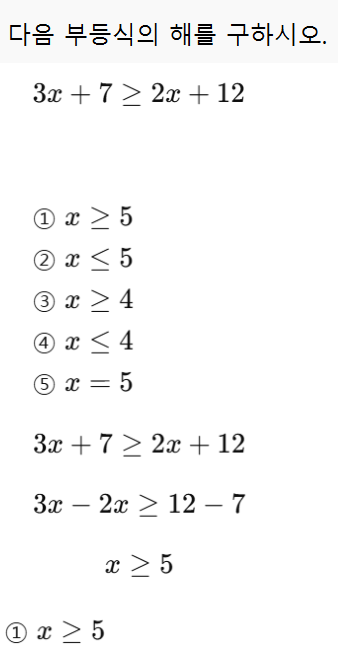 다음 부등식의 해를 구하시오.
3x + 7 ≥ 2x + 12
① x ≥ 5
② x ≤ 5
③ x ≥ 4
④ x ≤ 4
⑤ x = 5
3x + 7 ≥ 2x + 12
3x − 2x ≥ 12 − 7
x ≥ 5
① x ≥ 5